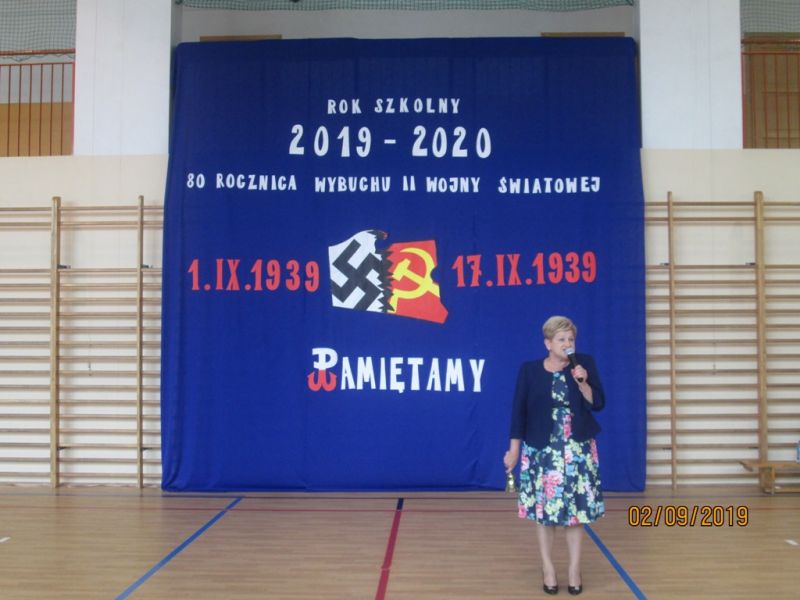 ROK SZKOLNY
2019 - 2020
80 ROCZNICA WYBUCHU II WOJNY ŚWIATOWEJ
1.IX.1939 17.IX.1939
PAMIĘTAMY
02/09/2019